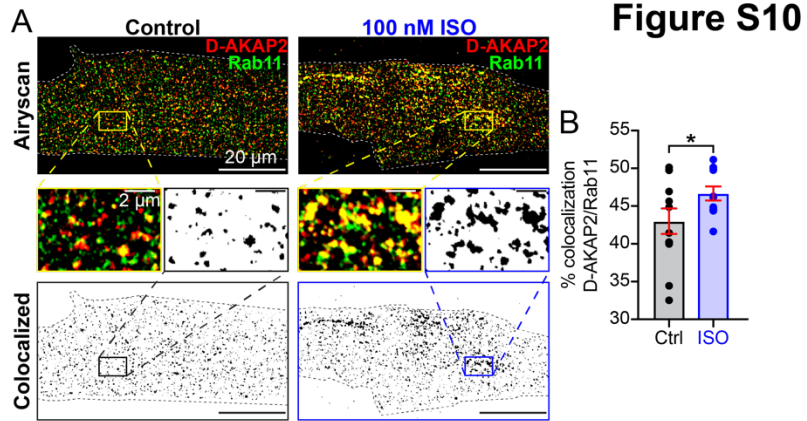 Figure S10
A
Control
100 nM ISO
Airyscan
D-AKAP2
Rab11
20 µm
D-AKAP2
Rab11
2 µm
Colocalized
B
% colocalization
D-AKAP2/Rab11
55
50
45
40
35
30
*
Ctrl
ISO